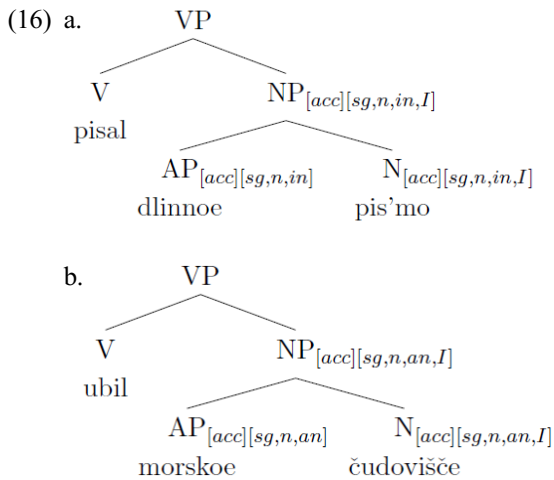 (16) a. VP
V NP[acc][sg,n,in,I]
pisal
AP[acc][sg,n,in] N[acc][sg,n,in,I]
dlinnoe pis'mo
b. VP
V NP[acc][sg,n,an,I]
ubil
AP[acc][sg,n,an] N[acc][sg,n,an,I]
morskoe čudovišče